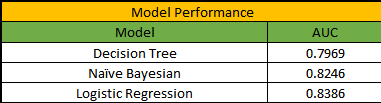 Model Performance
Model AUC
Decision Tree 0.7969
Naïve Bayesian 0.8246
Logistic Regression 0.8386